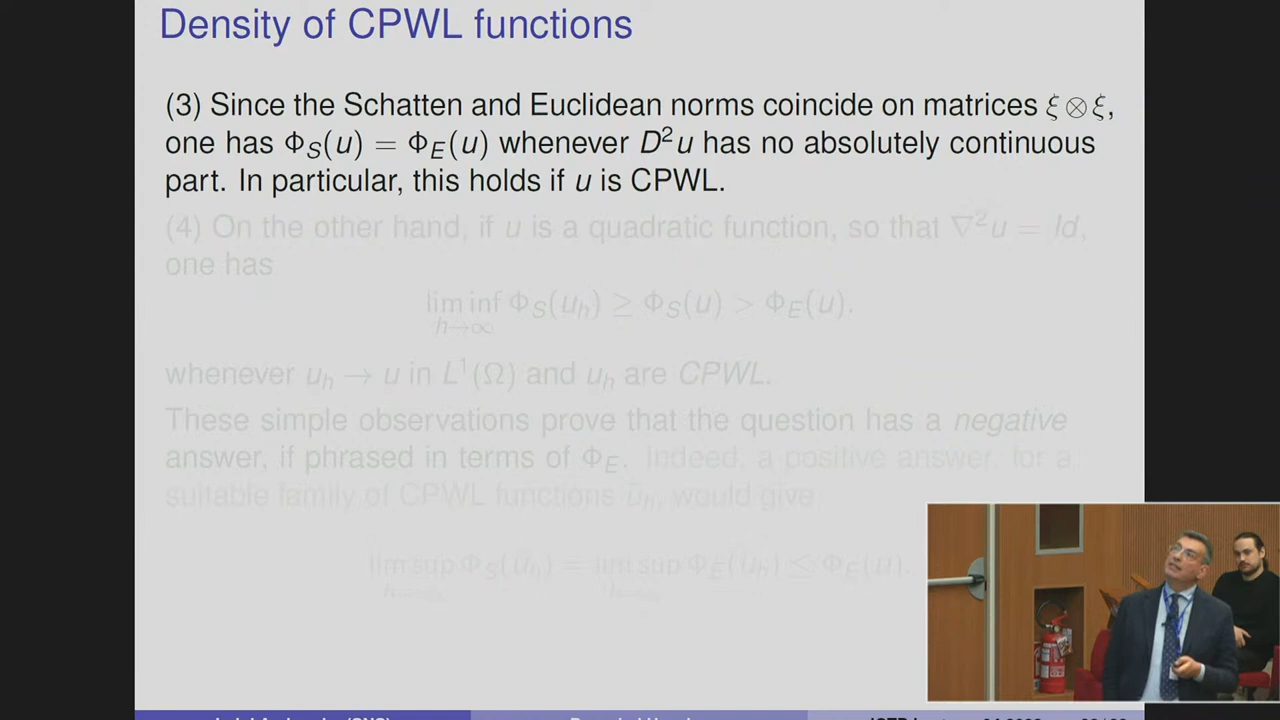 Density of CPWL functions
(3) Since the Schatten and Euclidean norms coincide on matrices ξ ⊗ ξ,
one has Φ_S(u) = Φ_E(u) whenever D²u has no absolutely continuous
part. In particular, this holds if u is CPWL.
(4) On the other hand, if u is a quadratic function, so that ∇²u = Id,
one has
lim inf Φ_S(u_h) ≥ Φ_S(u) > Φ_E(u).
h→∞
whenever u_h → u in L¹(Ω) and u_h are CPWL.
These simple observations prove that the question has a negative
answer, if phrased in terms of Φ_E. Indeed, a positive answer, for a
suitable family of CPWL functions ũ_h, would give
lim sup Φ_S(ũ_h) = lim sup Φ_E(ũ_h) ≤ Φ_E(u).